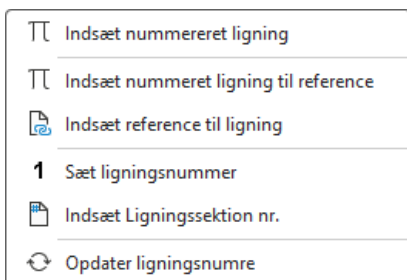 Indsæt nummereret ligning
Indsæt nummeret ligning til reference
Indsæt reference til ligning
1 Sæt ligningsnummer
Indsæt Ligningssektion nr.
Opdater ligningsnumre